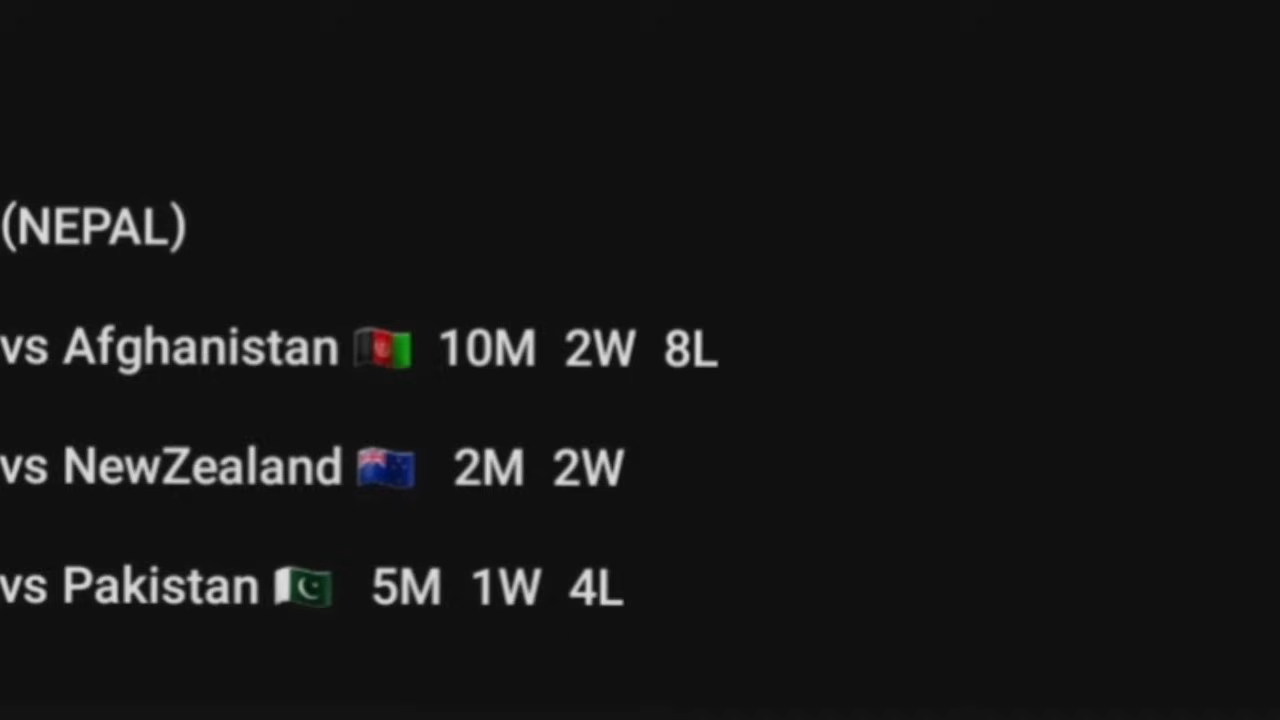 (NEPAL)
vs Afghanistan 🇦🇫 10M 2W 8L
vs NewZealand 🇳🇿 2M 2W
vs Pakistan 🇵🇰 5M 1W 4L